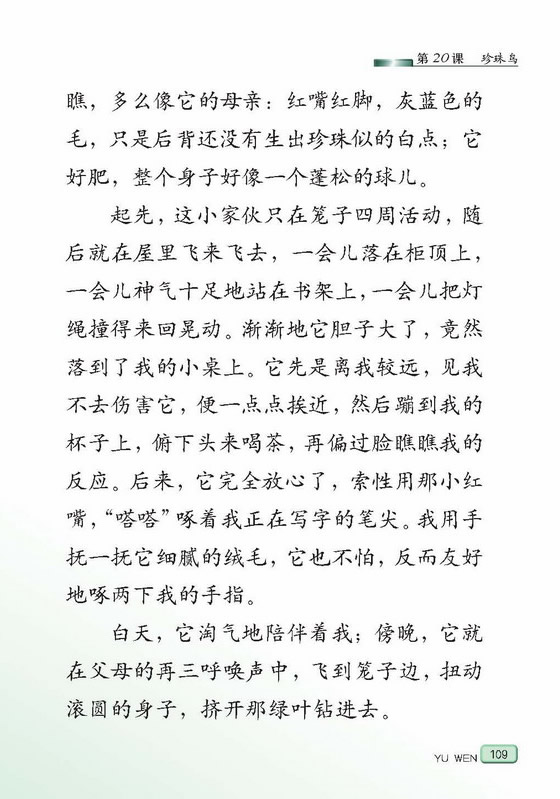 第20课 珍珠鸟
瞧，多么像它的母亲：红嘴红脚，灰蓝色的
毛，只是后背还没有生出珍珠似的白点；它
好肥，整个身子好像一个蓬松的球儿。
起先，这小家伙只在笼子四周活动，随
后就在屋里飞来飞去，一会儿落在柜顶上，
一会儿神气十足地站在书架上，一会儿把灯
绳撞得来回晃动。渐渐地它胆子大了，竟然
落到了我的小桌上。它先是离我较远，见我
不去伤害它，便一点点挨近，然后蹦到我的
杯子上，俯下头来喝茶，再偏过脸瞧瞧我的
反应。后来，它完全放心了，索性用那小红
嘴，“嗒嗒”啄着我正在写字的笔尖。我用手
抚一抚它细腻的绒毛，它也不怕，反而友好
地啄两下我的手指。
白天，它淘气地陪伴着我；傍晚，它就
在父母的再三呼唤声中，飞到笼子边，扭动
滚圆的身子，挤开那绿叶钻进去。
YU WEN 109